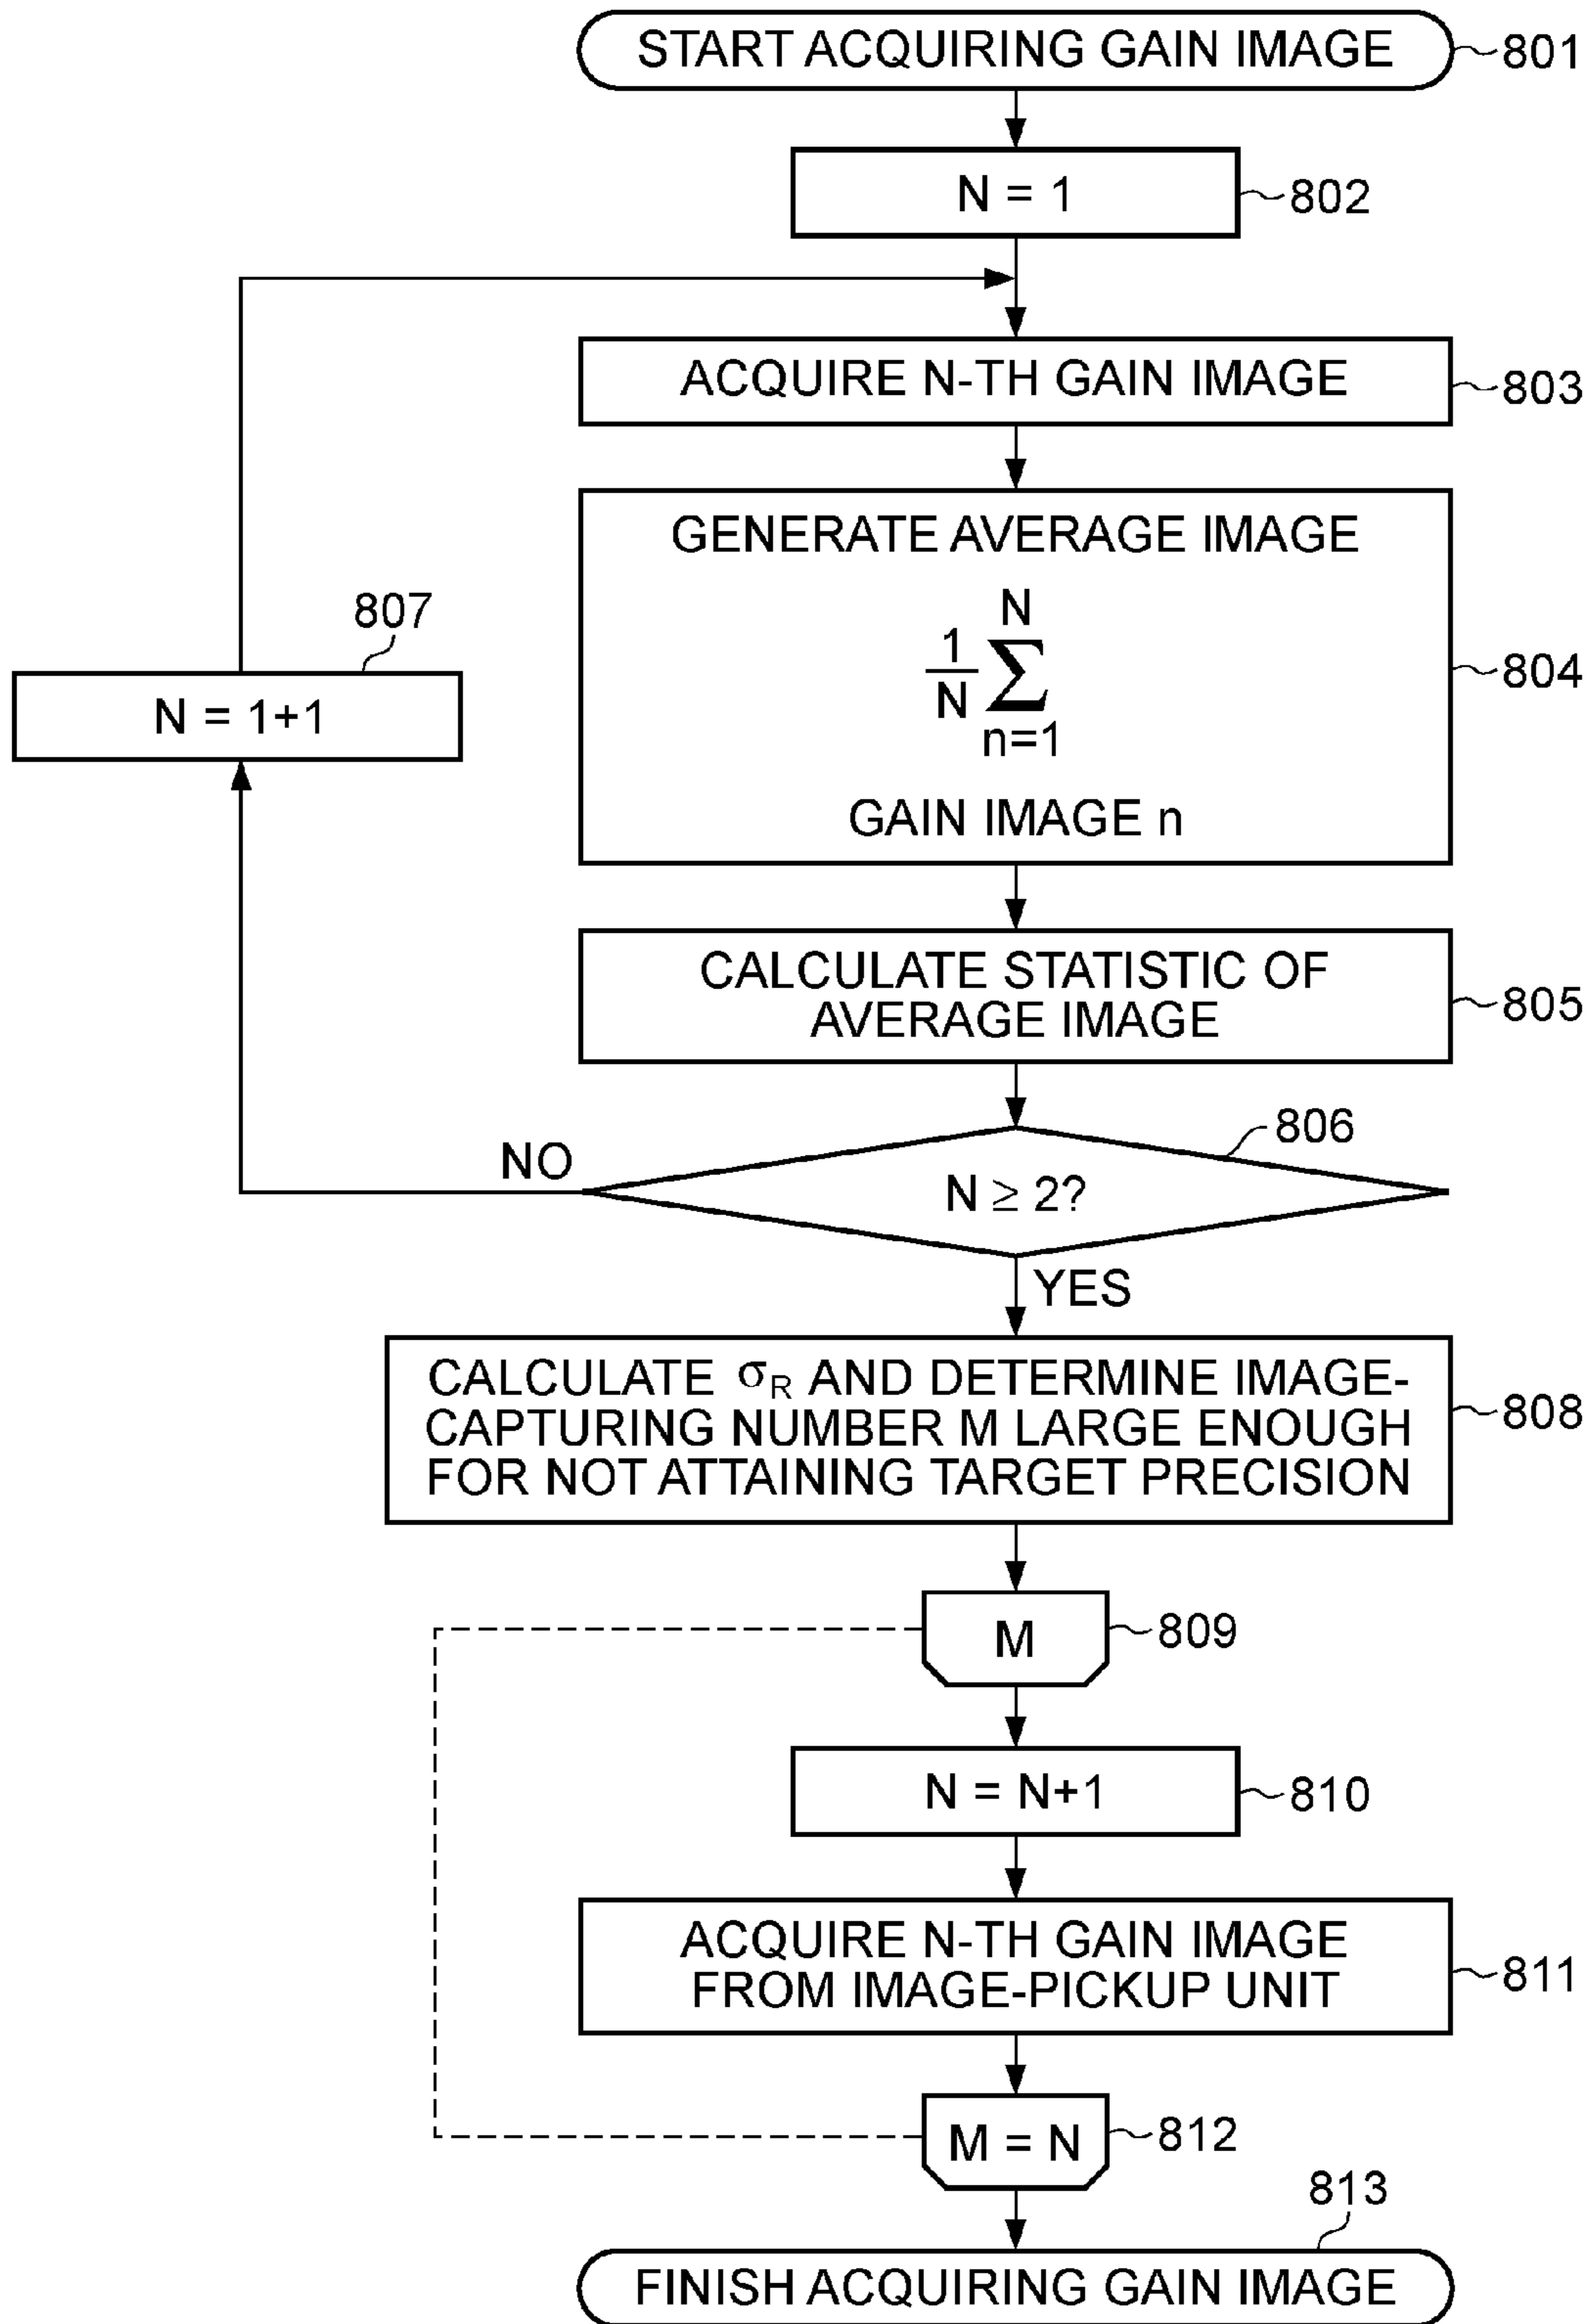 START ACQUIRING GAIN IMAGE 801
N = 1 802
ACQUIRE N-TH GAIN IMAGE 803
GENERATE AVERAGE IMAGE
N
1
N
∑
n=1
GAIN IMAGE n
804
807
N = 1+1
CALCULATE STATISTIC OF
AVERAGE IMAGE
805
806
NO
N ≥ 2?
YES
CALCULATE σR AND DETERMINE IMAGE-
CAPTURING NUMBER M LARGE ENOUGH
FOR NOT ATTAINING TARGET PRECISION
808
M 809
N = N+1 810
ACQUIRE N-TH GAIN IMAGE
FROM IMAGE-PICKUP UNIT
811
M = N 812
813
FINISH ACQUIRING GAIN IMAGE